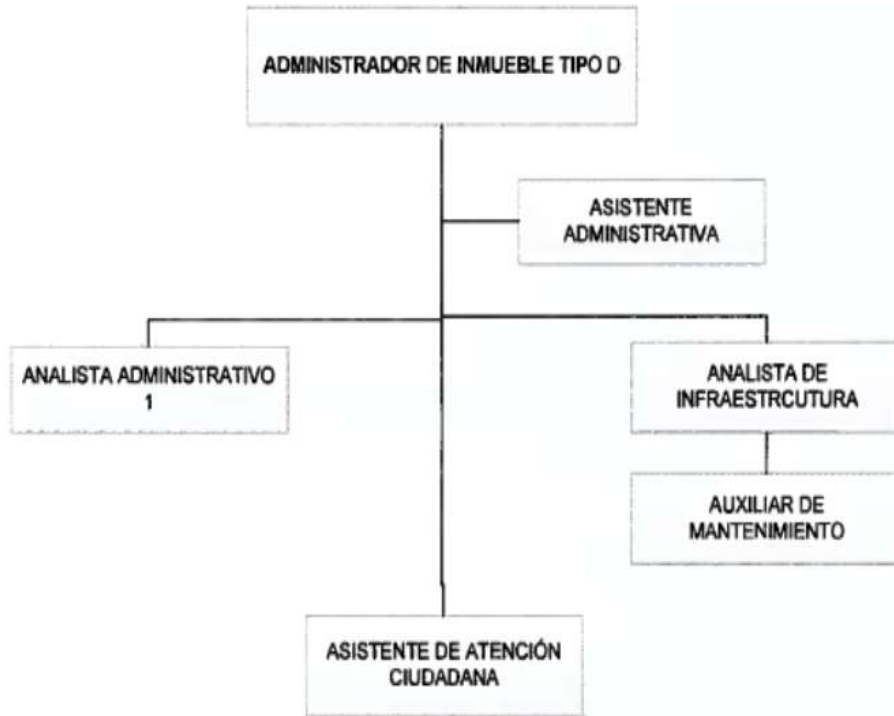 ADMINISTRADOR DE INMUEBLE TIPO D
ASISTENTE
ADMINISTRATIVA
ANALISTA ADMINISTRATIVO
1
ANALISTA DE
INFRAESTRCUTURA
AUXILIAR DE
MANTENIMIENTO
ASISTENTE DE ATENCIÓN
CIUDADANA